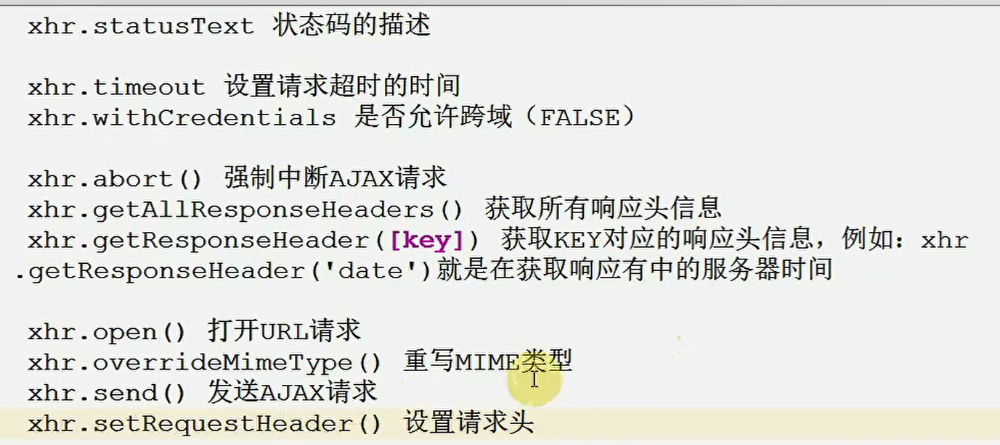 xhr.statusText 状态码的描述
xhr.timeout 设置请求超时的时间
xhr.withCredentials 是否允许跨域（FALSE）
xhr.abort() 强制中断AJAX请求
xhr.getAllResponseHeaders() 获取所有响应头信息
xhr.getResponseHeader([key]) 获取KEY对应的响应头信息，例如：xhr
.getResponseHeader('date')就是在获取响应有中的服务器时间
xhr.open() 打开URL请求
xhr.overrideMimeType() 重写MIME类型
xhr.send() 发送AJAX请求
xhr.setRequestHeader() 设置请求头